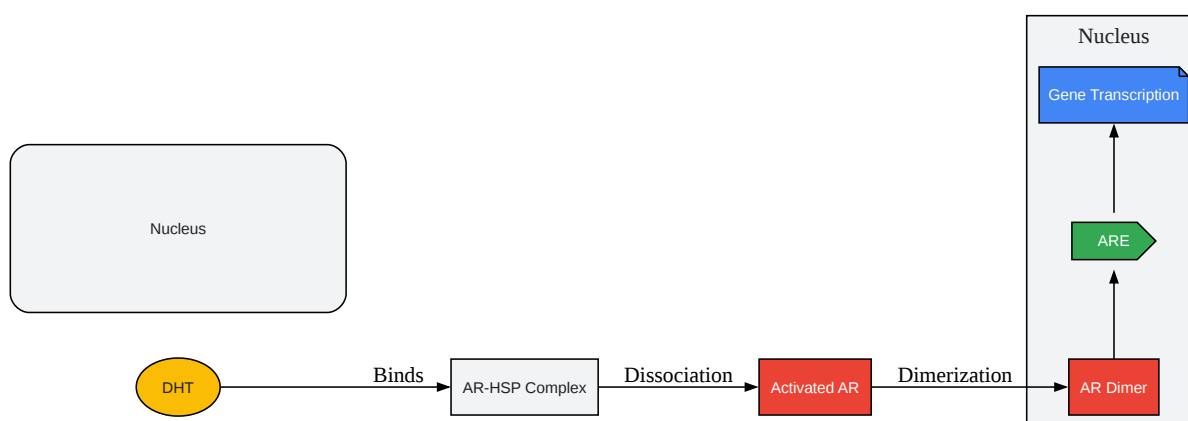 Nucleus
Gene Transcription
Nucleus
ARE
DHT
Binds
AR-HSP Complex
Dissociation
Activated AR
Dimerization
AR Dimer